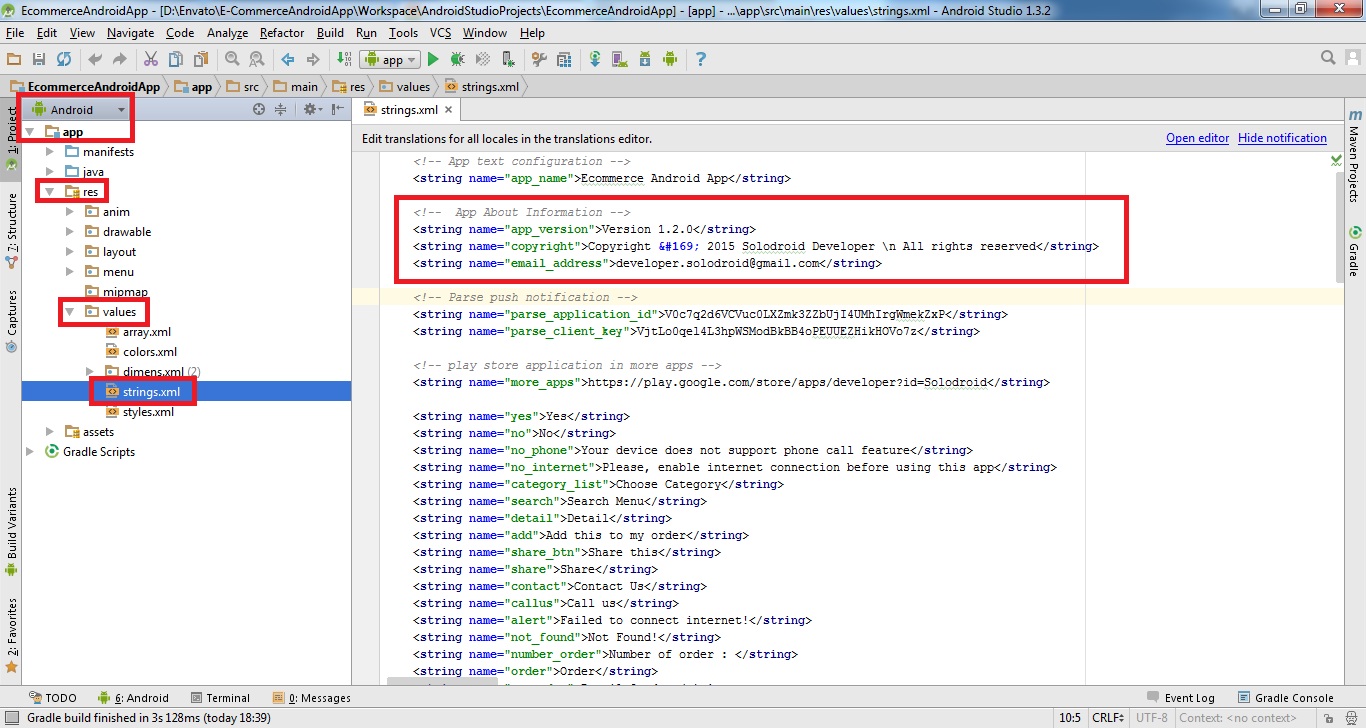 EcommerceAndroidApp - [D:\Envato\E-CommerceAndroidApp\Workspace\AndroidStudioProjects\EcommerceAndroidApp] - [app] - ...\app\src\main\res\values\strings.xml - Android Studio 1.3.2
File Edit View Navigate Code Analyze Refactor Build Run Tools VCS Window Help
app
EcommerceAndroidApp app src main res values strings.xml
1: Project
7: Structure
Captures
Build Variants
2: Favorites
Android
app
manifests
java
res
anim
drawable
layout
menu
mipmap
values
array.xml
colors.xml
dimens.xml (2)
strings.xml
styles.xml
assets
Gradle Scripts
strings.xml
Edit translations for all locales in the translations editor. Open editor Hide notification
<!-- App text configuration -->
<string name="app_name">Ecommerce Android App</string>
<!--  App About Information -->
<string name="app_version">Version 1.2.0</string>
<string name="copyright">Copyright &#169; 2015 Solodroid Developer \n All rights reserved</string>
<string name="email_address">developer.solodroid@gmail.com</string>
<!-- Parse push notification -->
<string name="parse_application_id">V0c7q2d6VCVuc0LXZmk3ZZbUjI4UMhIrgWmekZxP</string>
<string name="parse_client_key">VjtLo0qel4L3hpWSModBkBB4oPEUUEZHikHOVo7z</string>
<!-- play store application in more apps -->
<string name="more_apps">https://play.google.com/store/apps/developer?id=Solodroid</string>
<string name="yes">Yes</string>
<string name="no">No</string>
<string name="no_phone">Your device does not support phone call feature</string>
<string name="no_internet">Please, enable internet connection before using this app</string>
<string name="category_list">Choose Category</string>
<string name="search">Search Menu</string>
<string name="detail">Detail</string>
<string name="add">Add this to my order</string>
<string name="share_btn">Share this</string>
<string name="share">Share</string>
<string name="contact">Contact Us</string>
<string name="callus">Call us</string>
<string name="alert">Failed to connect internet!</string>
<string name="not_found">Not Found!</string>
<string name="number_order">Number of order : </string>
<string name="order">Order</string>
m
Maven Projects
Gradle
TODO 6: Android Terminal 0: Messages Event Log Gradle Console
Gradle build finished in 3s 128ms (today 18:39) 10:5 CRLF UTF-8 Context: <no context>